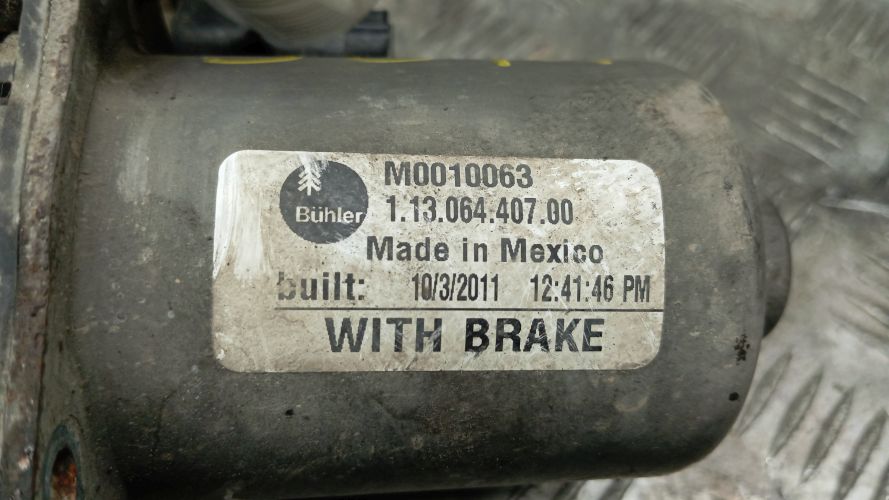 Bühler
M0010063
1.13.064.407.00
Made in Mexico
built: 10/3/2011 12:41:46 PM
WITH BRAKE